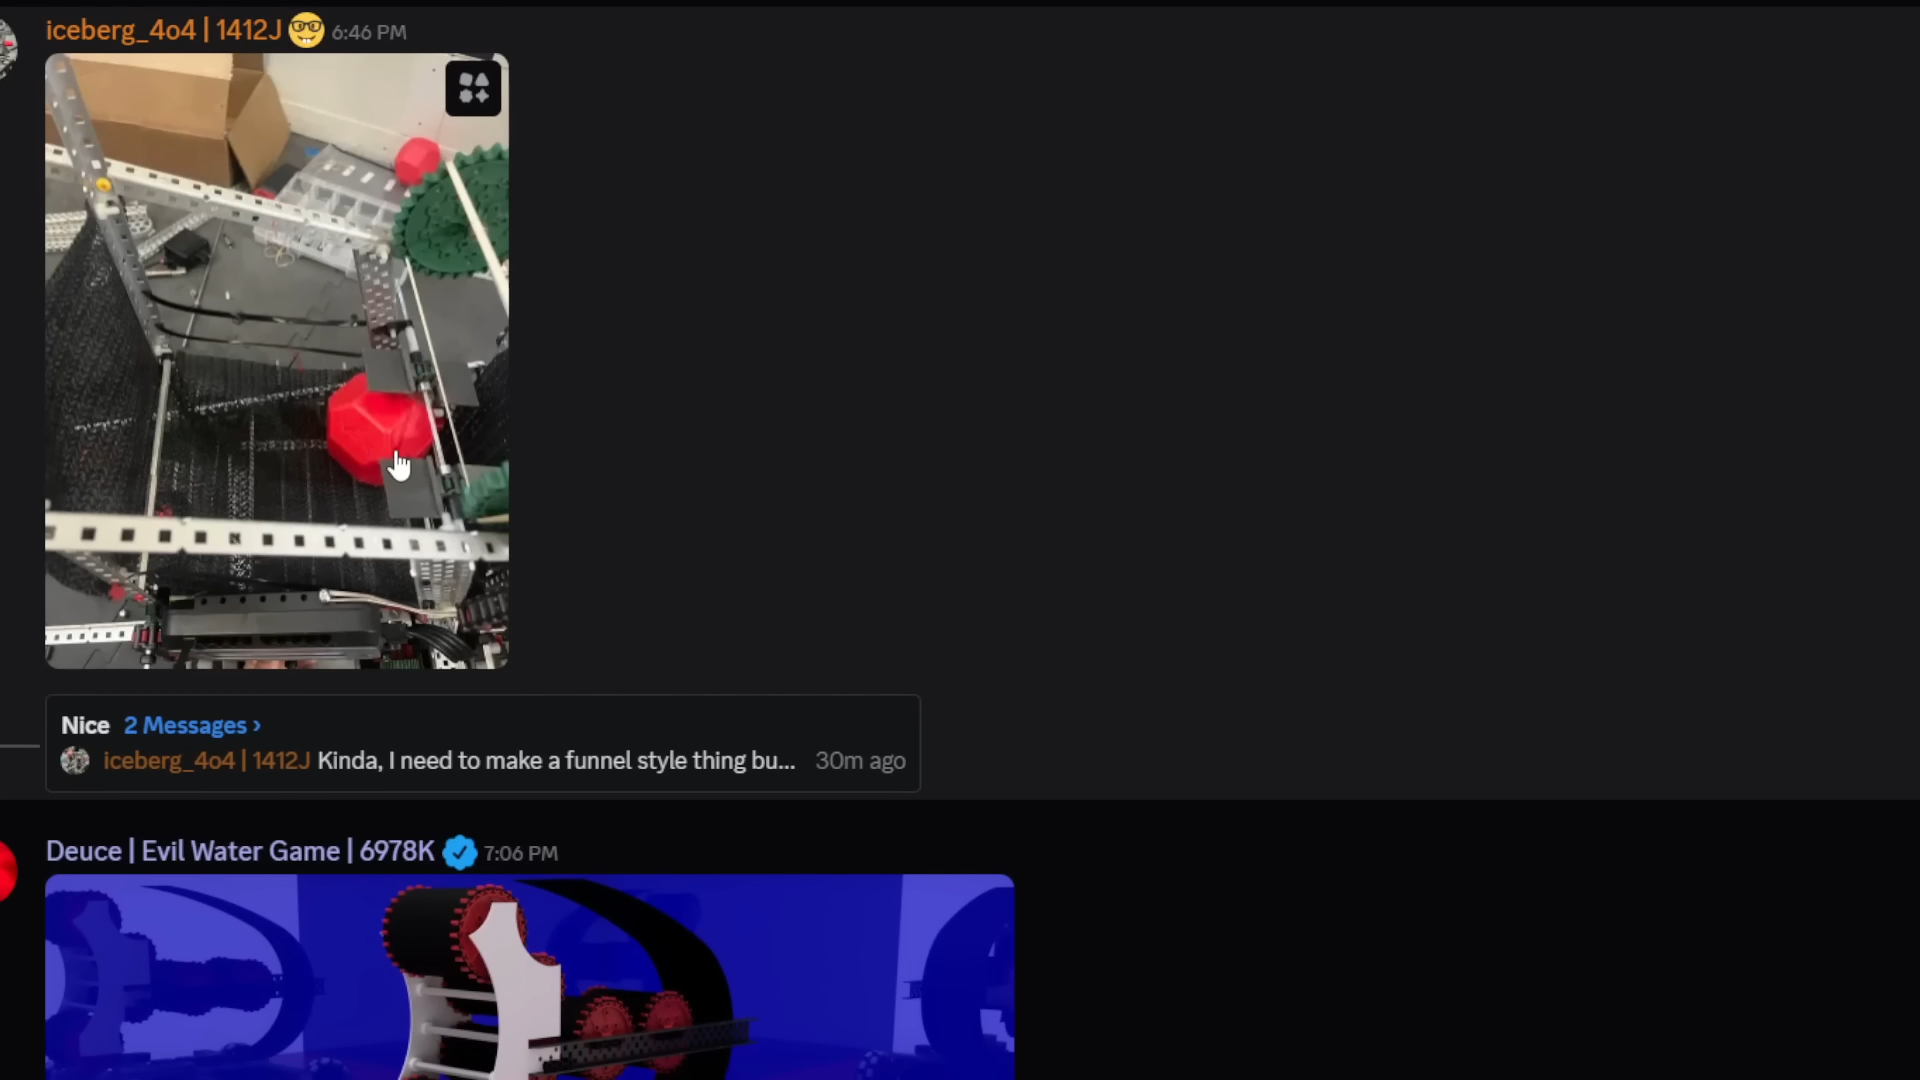 iceberg_4o4 | 1412J 6:46 PM
Nice 2 Messages ›
iceberg_4o4 | 1412J Kinda, I need to make a funnel style thing bu... 30m ago
Deuce | Evil Water Game | 6978K 7:06 PM